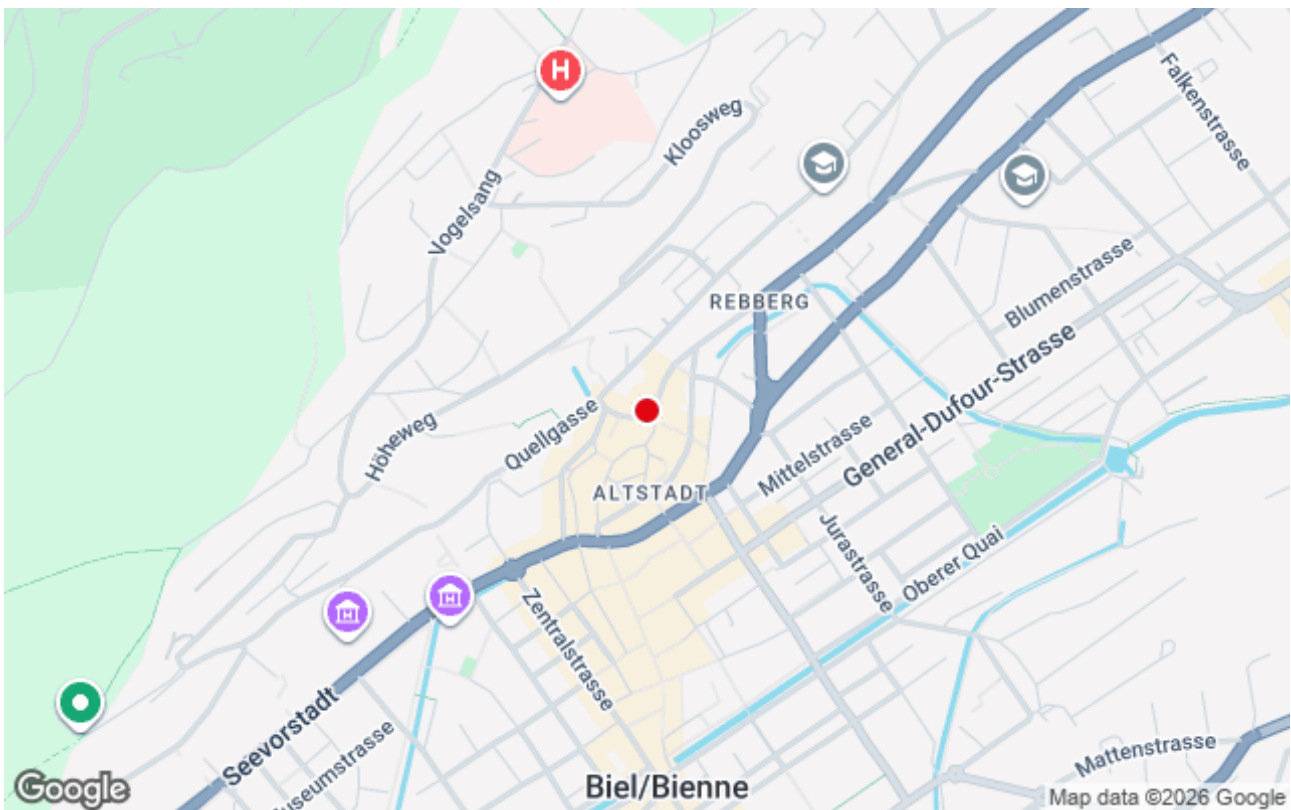 H
Kloosweg
Falkenstrasse
Vogelsang
REBBERG
Blumenstrasse
General-Dufour-Strasse
Höheweg
Quellgasse
Mittelstrasse
ALTSTADT
Jurastrasse
Oberer Quai
Zentralstrasse
Seevorstadt
Museumstrasse
Mattenstrasse
Biel/Bienne
Google
Map data ©2026 Google